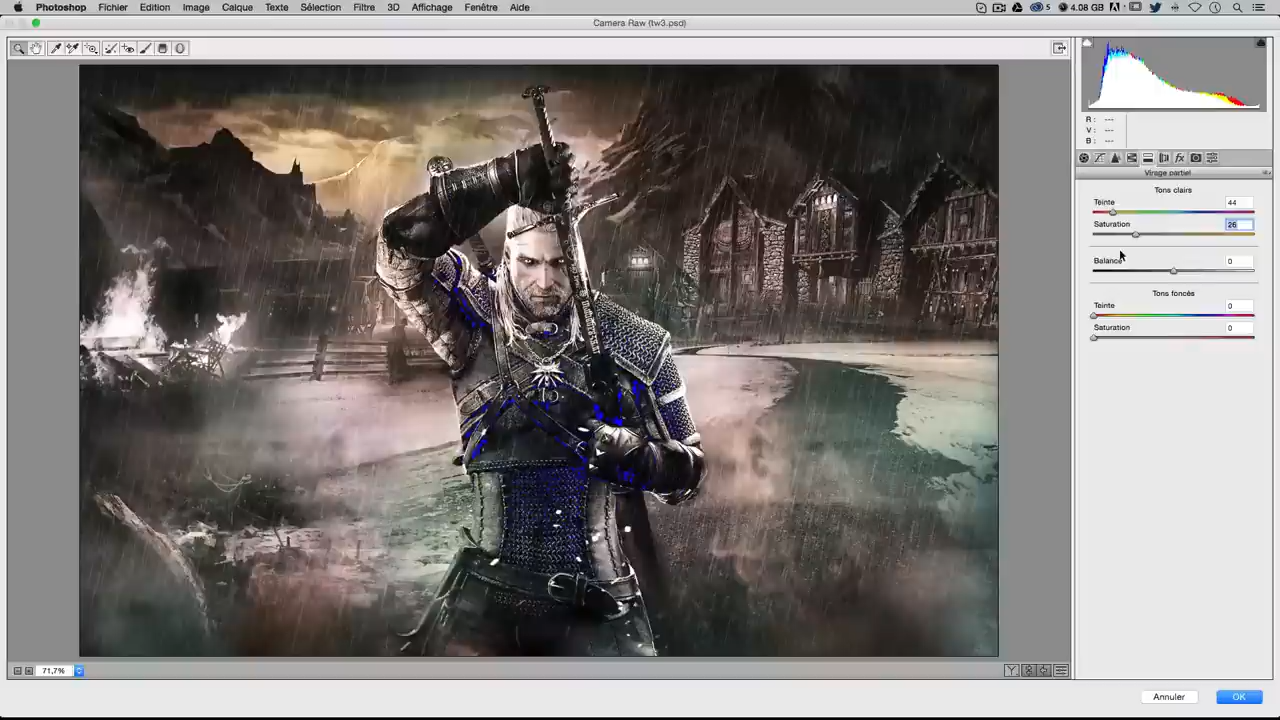 Photoshop Fichier Edition Image Calque Texte Sélection Filtre 3D Affichage Fenêtre Aide 5 4.08 GB
Camera Raw (tw3.psd)
R : ---
V : ---
B : ---
fx
Virage partiel
Tons clairs
Teinte 44
Saturation 26
Balance 0
Tons foncés
Teinte 0
Saturation 0
71,7%
Y
Annuler OK